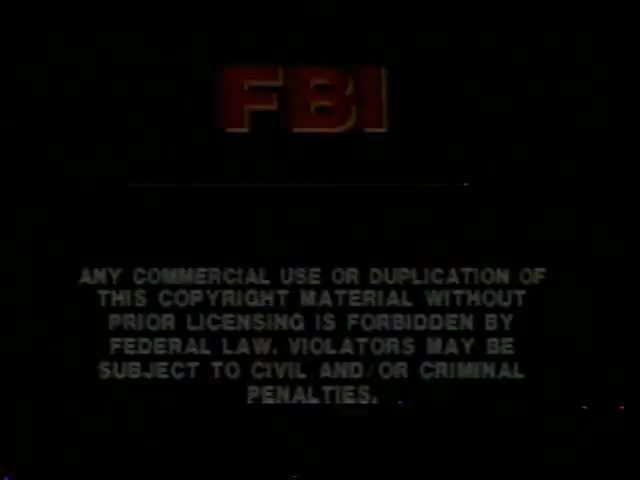 FBI
ANY COMMERCIAL USE OR DUPLICATION OF
THIS COPYRIGHT MATERIAL WITHOUT
PRIOR LICENSING IS FORBIDDEN BY
FEDERAL LAW. VIOLATORS MAY BE
SUBJECT TO CIVIL AND/OR CRIMINAL
PENALTIES.